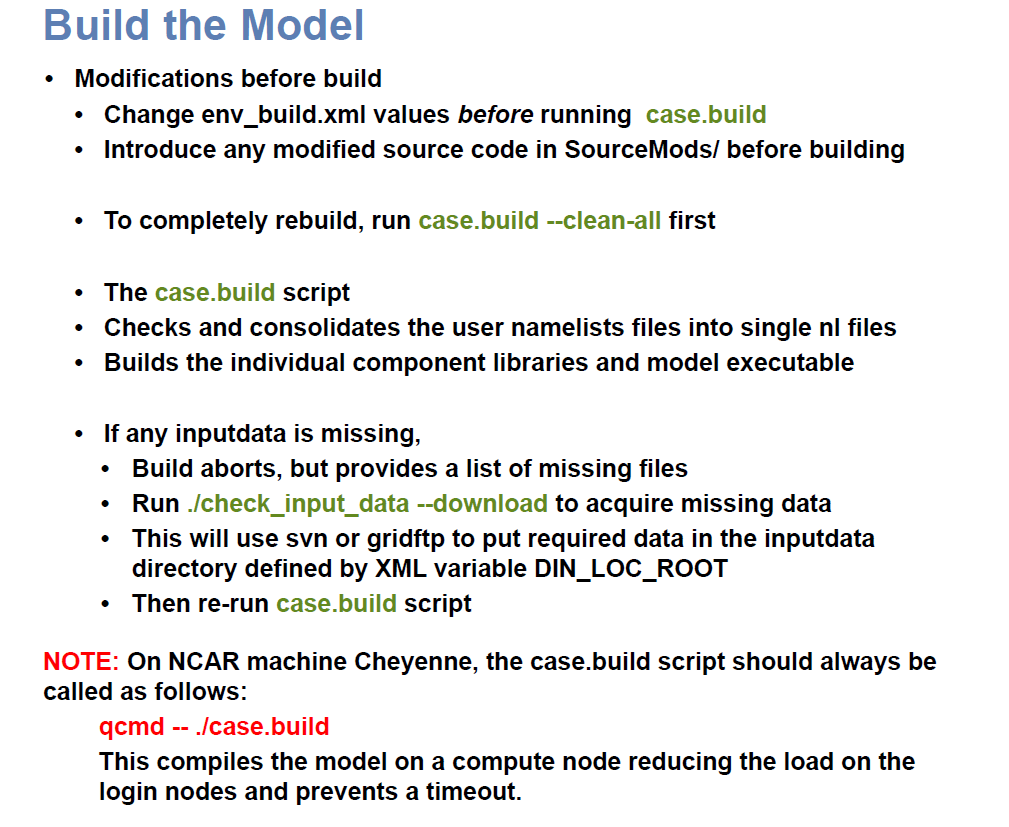 Build the Model
• Modifications before build
• Change env_build.xml values before running case.build
• Introduce any modified source code in SourceMods/ before building
• To completely rebuild, run case.build --clean-all first
• The case.build script
• Checks and consolidates the user namelists files into single nl files
• Builds the individual component libraries and model executable
• If any inputdata is missing,
• Build aborts, but provides a list of missing files
• Run ./check_input_data --download to acquire missing data
• This will use svn or gridftp to put required data in the inputdata
directory defined by XML variable DIN_LOC_ROOT
• Then re-run case.build script
NOTE: On NCAR machine Cheyenne, the case.build script should always be
called as follows:
qcmd -- ./case.build
This compiles the model on a compute node reducing the load on the
login nodes and prevents a timeout.